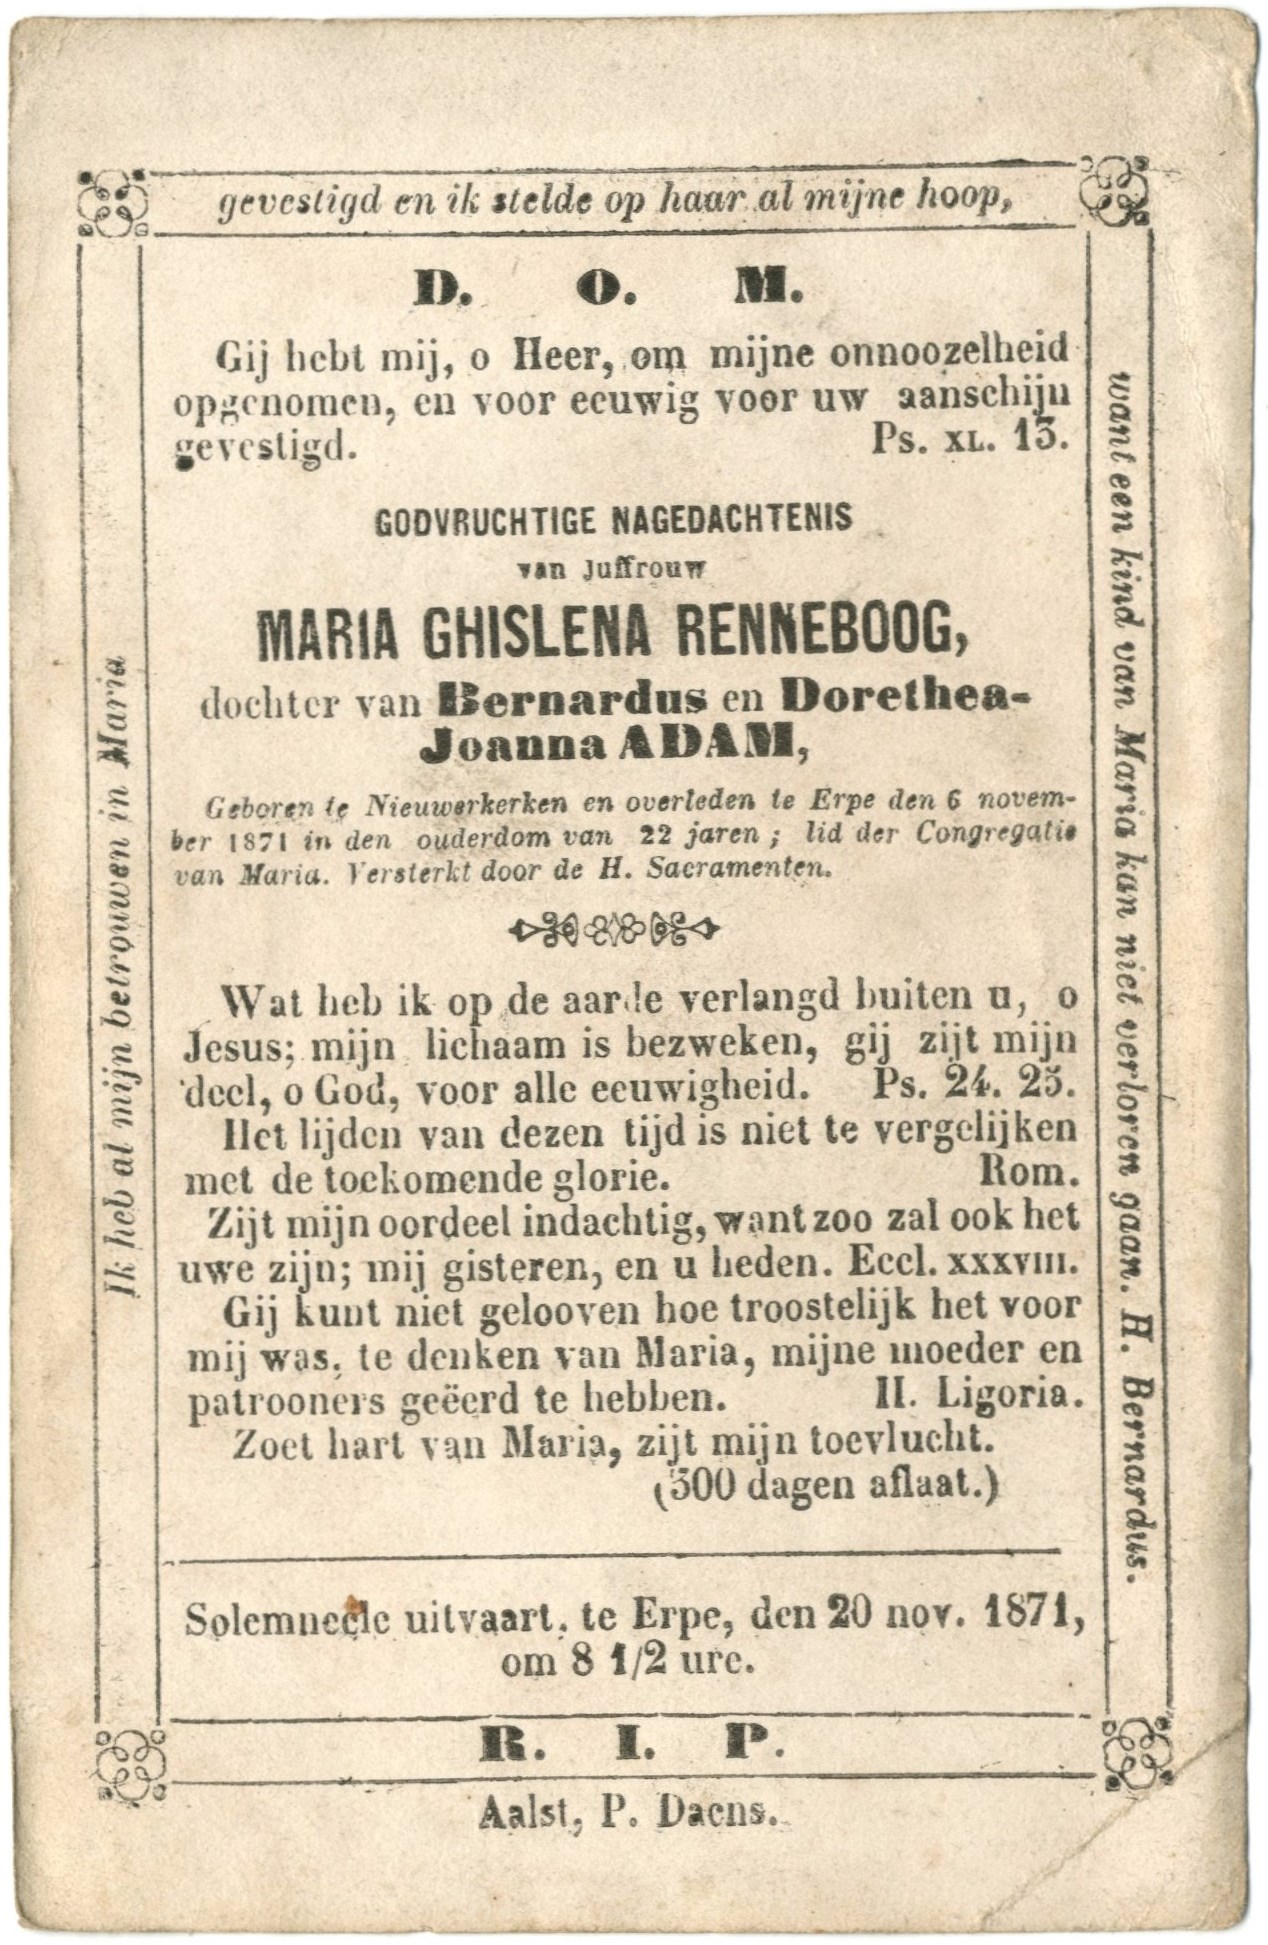 Ik heb al mijn betrouwen in Maria
gevestigd en ik stelde op haar al mijne hoop,
want een kind van Maria kan niet verloren gaan. H. Bernardus.
D. O. M.
Gij hebt mij, o Heer, om mijne onnoozelheid
opgenomen, en voor eeuwig voor uw aanschijn
gevestigd. Ps. XL. 13.
GODVRUCHTIGE NAGEDACHTENIS
van Juffrouw
MARIA GHISLENA RENNEBOOG,
dochter van Bernardus en Dorethea-
Joanna ADAM,
Geboren te Nieuwerkerken en overleden te Erpe den 6 novem-
ber 1871 in den ouderdom van 22 jaren; lid der Congregatie
van Maria. Versterkt door de H. Sacramenten.
Wat heb ik op de aarde verlangd buiten u, o
Jesus; mijn lichaam is bezweken, gij zijt mijn
deel, o God, voor alle eeuwigheid. Ps. 24. 25.
Het lijden van dezen tijd is niet te vergelijken
met de toekomende glorie. Rom.
Zijt mijn oordeel indachtig, want zoo zal ook het
uwe zijn; mij gisteren, en u heden. Eccl. XXXVIII.
Gij kunt niet gelooven hoe troostelijk het voor
mij was, te denken van Maria, mijne moeder en
patrooners geëerd te hebben. H. Ligoria.
Zoet hart van Maria, zijt mijn toevlucht.
(300 dagen aflaat.)
Solemneele uitvaart, te Erpe, den 20 nov. 1871,
om 8 1/2 ure.
R. I. P.
Aalst, P. Daens.